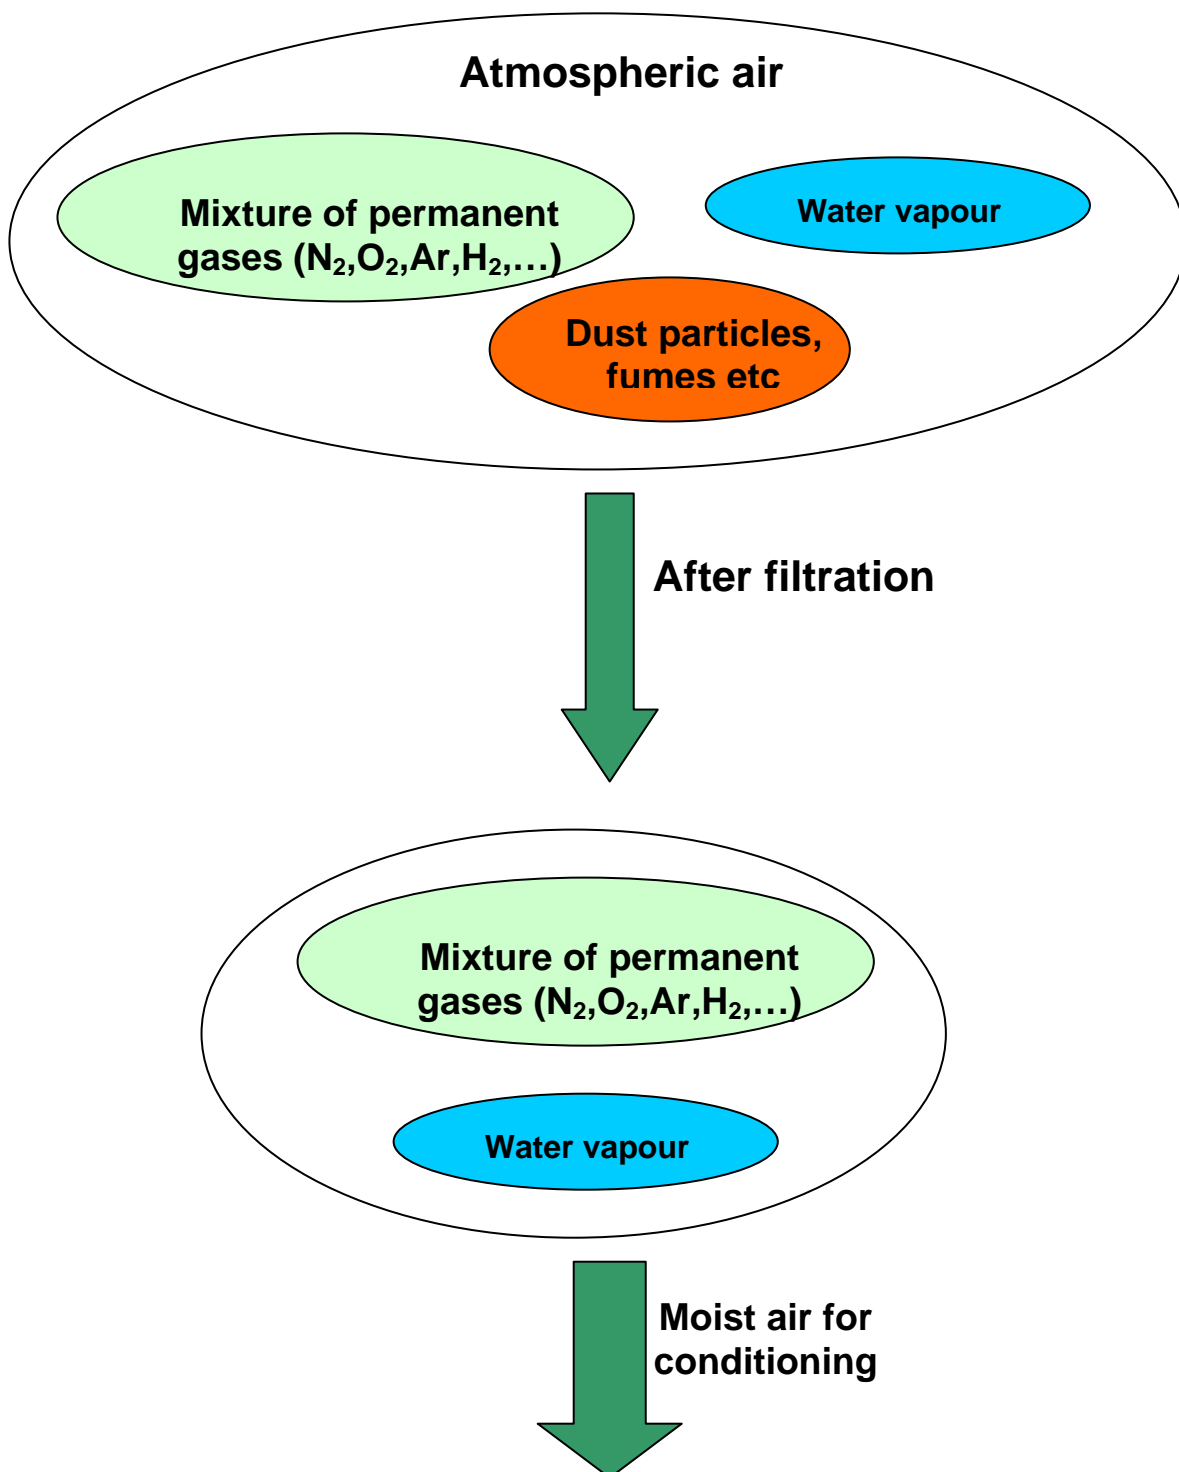 Atmospheric air
Mixture of permanent
gases (N₂,O₂,Ar,H₂,…)
Water vapour
Dust particles,
fumes etc
After filtration
Mixture of permanent
gases (N₂,O₂,Ar,H₂,…)
Water vapour
Moist air for
conditioning